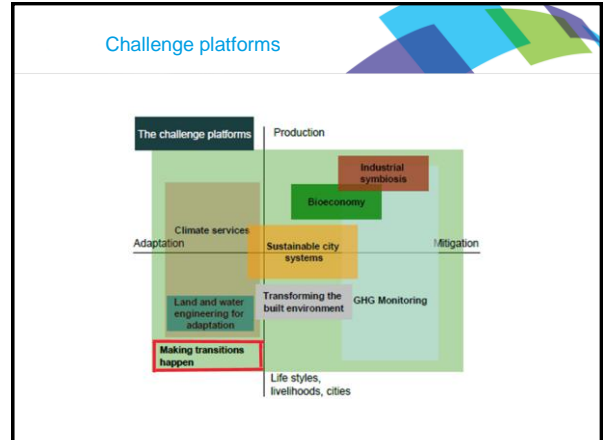 Challenge platforms
The challenge platforms
Production
Industrial
symbiosis
Bioeconomy
Climate services
Adaptation
Sustainable city
systems
Mitigation
Land and water
engineering for
adaptation
Transforming the
built environment
GHG Monitoring
Making transitions
happen
Life styles,
livelihoods, cities